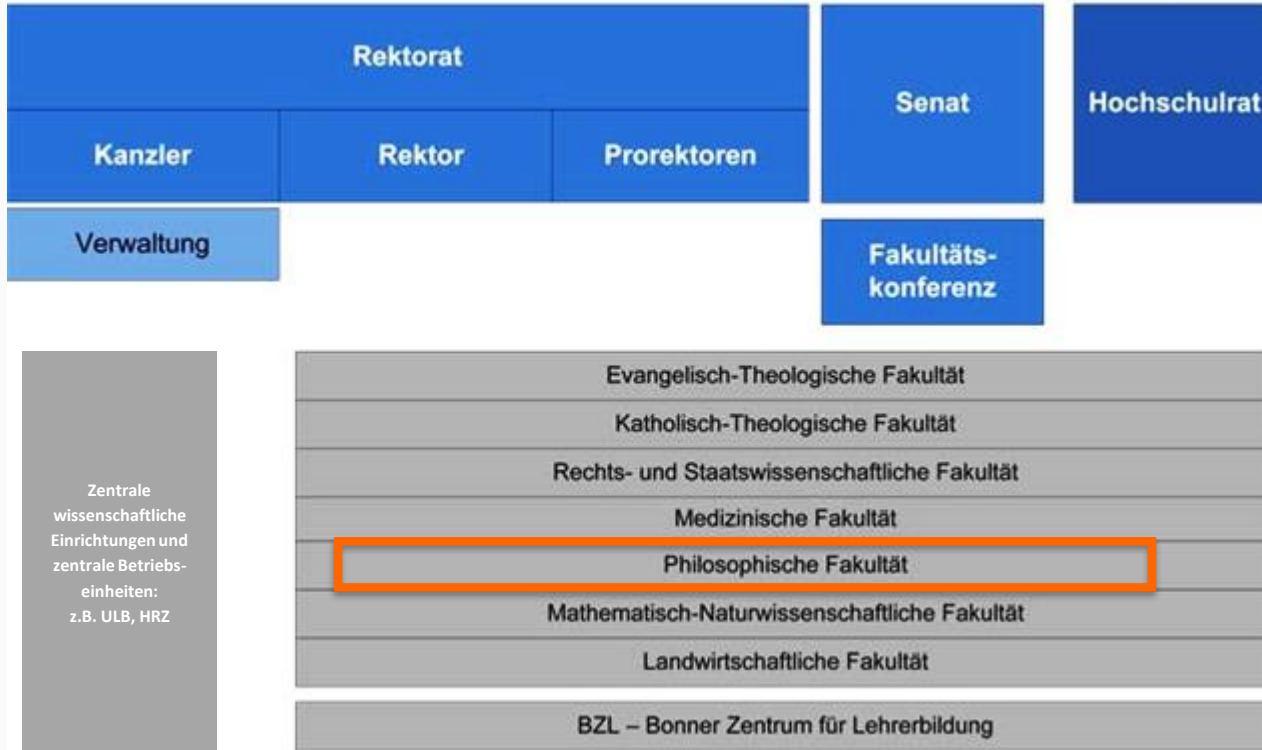 Rektorat
Kanzler
Rektor
Prorektoren
Senat
Hochschulrat
Verwaltung
Fakultäts-
konferenz
Zentrale
wissenschaftliche
Einrichtungen und
zentrale Betriebs-
einheiten:
z.B. ULB, HRZ
Evangelisch-Theologische Fakultät
Katholisch-Theologische Fakultät
Rechts- und Staatswissenschaftliche Fakultät
Medizinische Fakultät
Philosophische Fakultät
Mathematisch-Naturwissenschaftliche Fakultät
Landwirtschaftliche Fakultät
BZL – Bonner Zentrum für Lehrerbildung